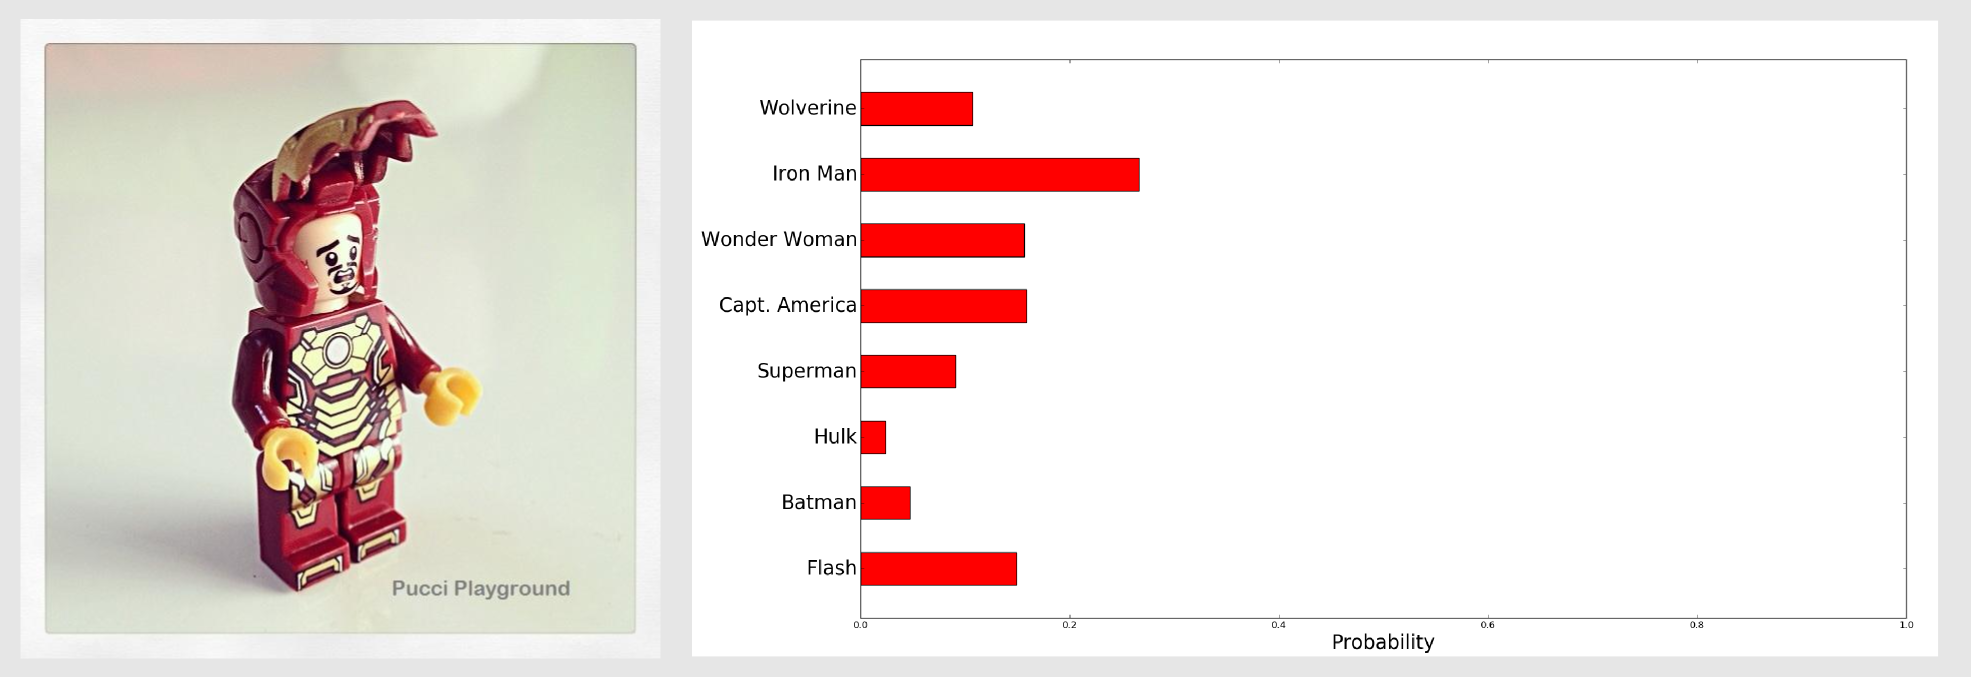 Pucci Playground
Wolverine
Iron Man
Wonder Woman
Capt. America
Superman
Hulk
Batman
Flash
0.0 0.2 0.4 0.6 0.8 1.0
Probability